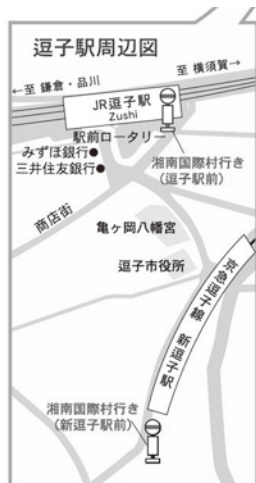 逗子駅周辺図
←至 鎌倉・品川
至 横須賀→
JR逗子駅
Zushi
駅前ロータリー
みずほ銀行●
三井住友銀行●
湘南国際村行き
(逗子駅前)
商店街
亀ヶ岡八幡宮
逗子市役所
京急逗子線 新逗子駅
湘南国際村行き
(新逗子駅前)